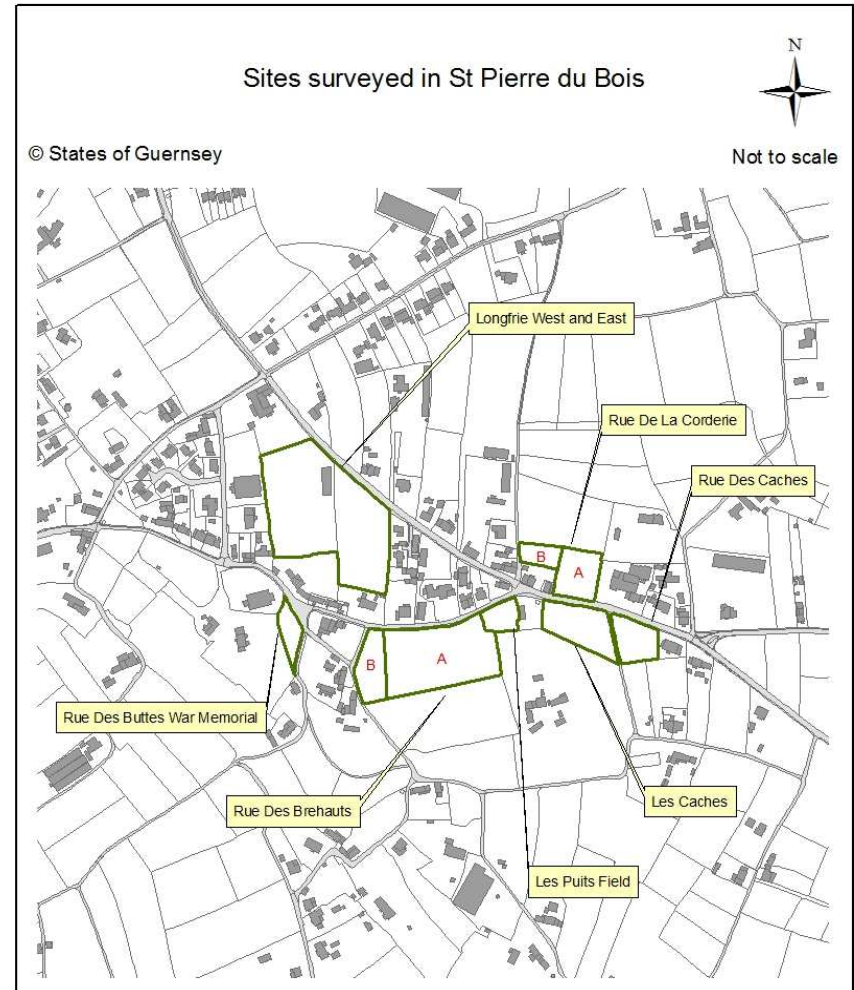 Sites surveyed in St Pierre du Bois
N
© States of Guernsey
Not to scale
Longfrie West and East
Rue De La Corderie
Rue Des Caches
B
A
B
A
Rue Des Buttes War Memorial
Rue Des Brehauts
Les Caches
Les Puits Field